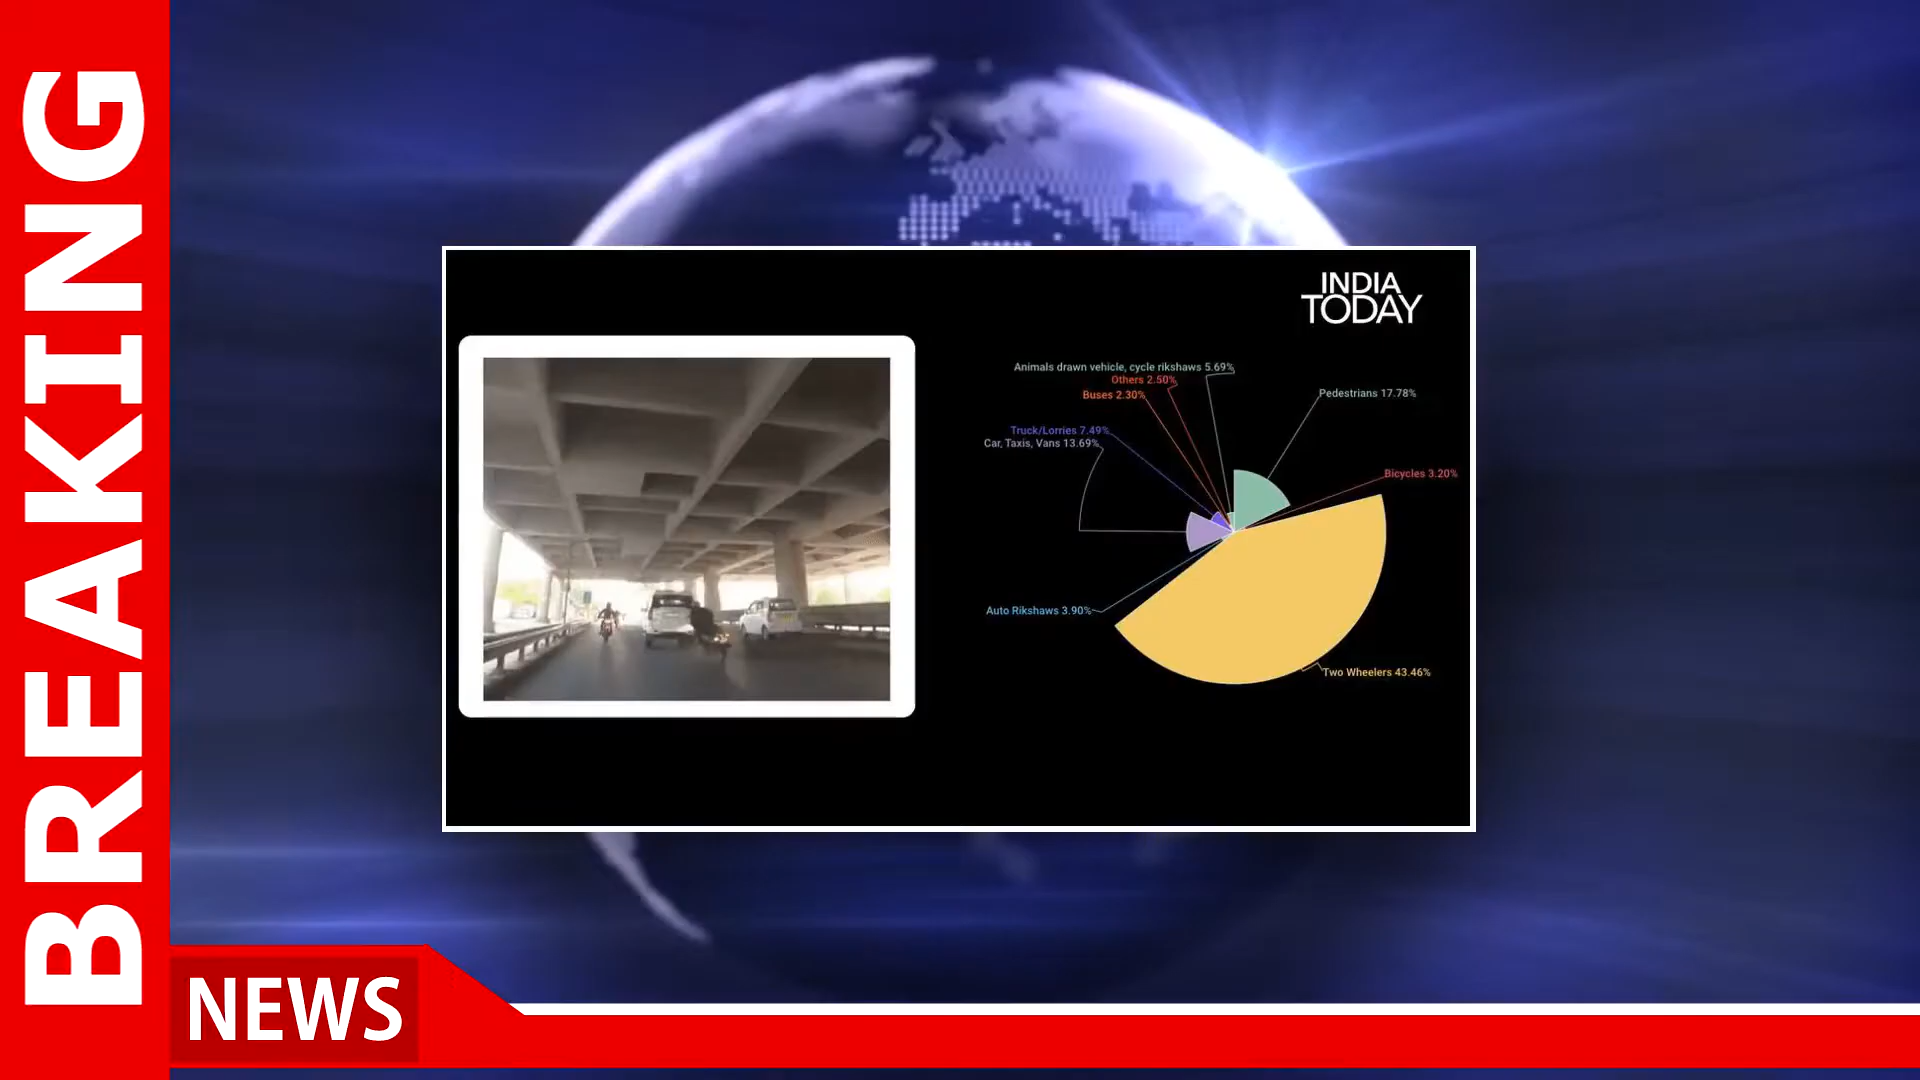 BREAKING
INDIA
TODAY
Animals drawn vehicle, cycle rikshaws 5.69%
Others 2.50%
Buses 2.30%
Pedestrians 17.78%
Truck/Lorries 7.49%
Car, Taxis, Vans 13.69%
Bicycles 3.20%
Auto Rikshaws 3.90%
Two Wheelers 43.46%
NEWS